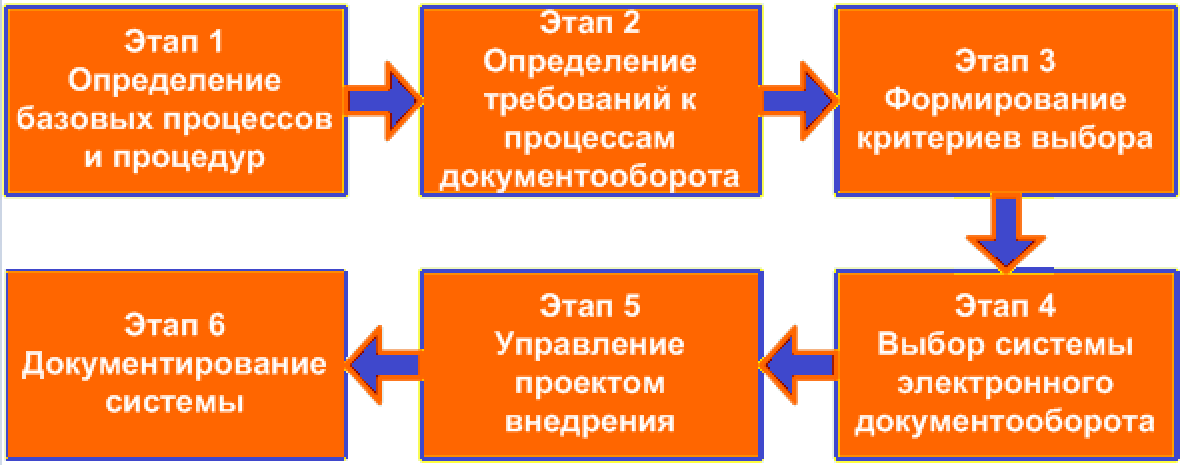 Этап 1
Определение
базовых процессов
и процедур
Этап 2
Определение
требований к
процессам
документооборота
Этап 3
Формирование
критериев выбора
Этап 4
Выбор системы
электронного
документооборота
Этап 5
Управление
проектом
внедрения
Этап 6
Документирование
системы